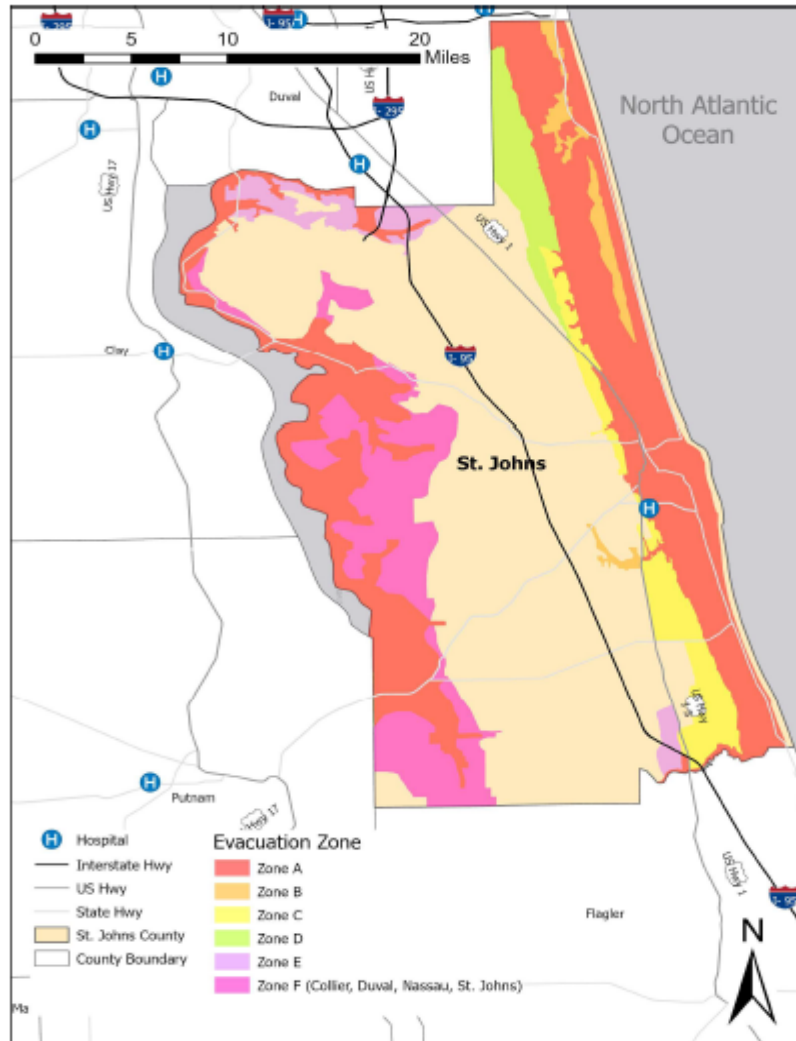 I- 295
I- 95
H
0 5 10 20
Miles
H
Duval
US H
I- 295
H
H
North Atlantic
Ocean
US Hwy 17
US Hwy 1
Clay
H
I- 95
St. Johns
H
US Hwy
H
Putnam
US Hwy 17
H Hospital
Interstate Hwy
US Hwy
State Hwy
St. Johns County
County Boundary
Evacuation Zone
Zone A
Zone B
Zone C
Zone D
Zone E
Zone F (Collier, Duval, Nassau, St. Johns)
Flagler
US Hwy 1
I- 95
N
Ma